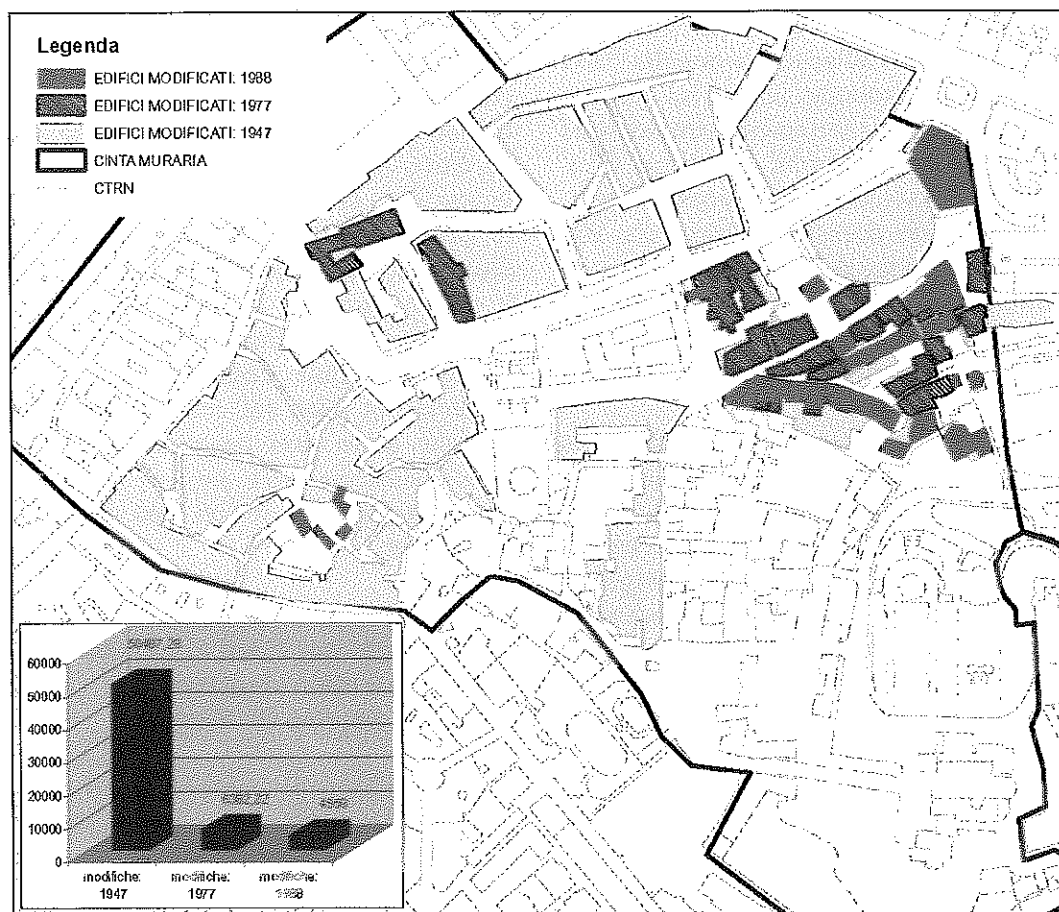 Legenda
EDIFICI MODIFICATI: 1988
EDIFICI MODIFICATI: 1977
EDIFICI MODIFICATI: 1947
CINTA MURARIA
CTRN
60000
50000
40000
30000
20000
10000
0
modifiche: modifiche: modifiche:
1947 1977 1988